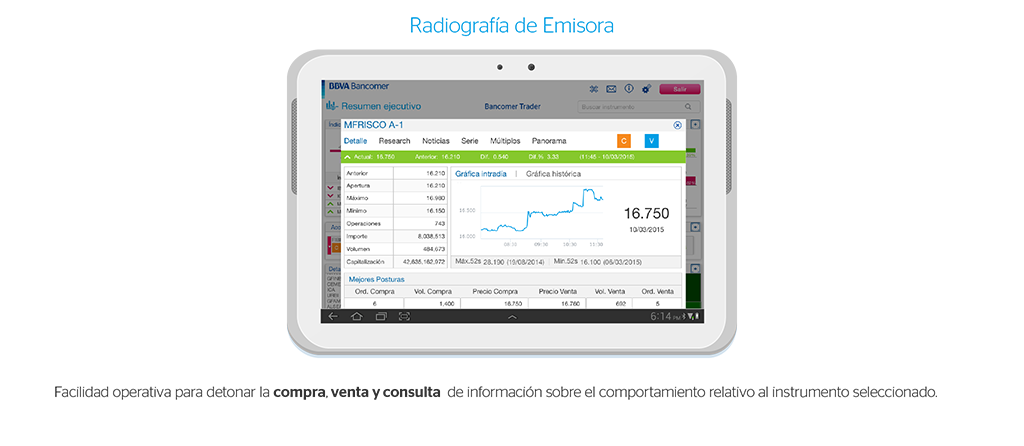 Radiografía de Emisora
BBVA Bancomer
Salir
Resumen ejecutivo
Bancomer Trader
Buscar Instrumento
MFRISCO A-1
Detalle Research Noticias Serie Múltiplos Panorama C V
Actual: 16.750 Anterior: 16.210 Dif. 0.540 Dif.% 3.33 (11:45 - 10/03/2015)
Anterior 16.210
Apertura 16.210
Máximo 16.980
Mínimo 16.150
Operaciones 743
Importe 8,038,513
Volumen 484,673
Capitalización 42,635,162,972
Gráfica intradía | Gráfica histórica
16.500
16.000
09:30 10:30 11:30
16.750
10/03/2015
Máx.52s 28.190 (19/08/2014) Min.52s 16.100 (06/03/2015)
Mejores Posturas
Ord. Compra Vol. Compra Precio Compra Precio Venta Vol. Venta Ord. Venta
6 1,400 16.750 16.760 692 5
6:14 PM
Facilidad operativa para detonar la compra, venta y consulta de información sobre el comportamiento relativo al instrumento seleccionado.